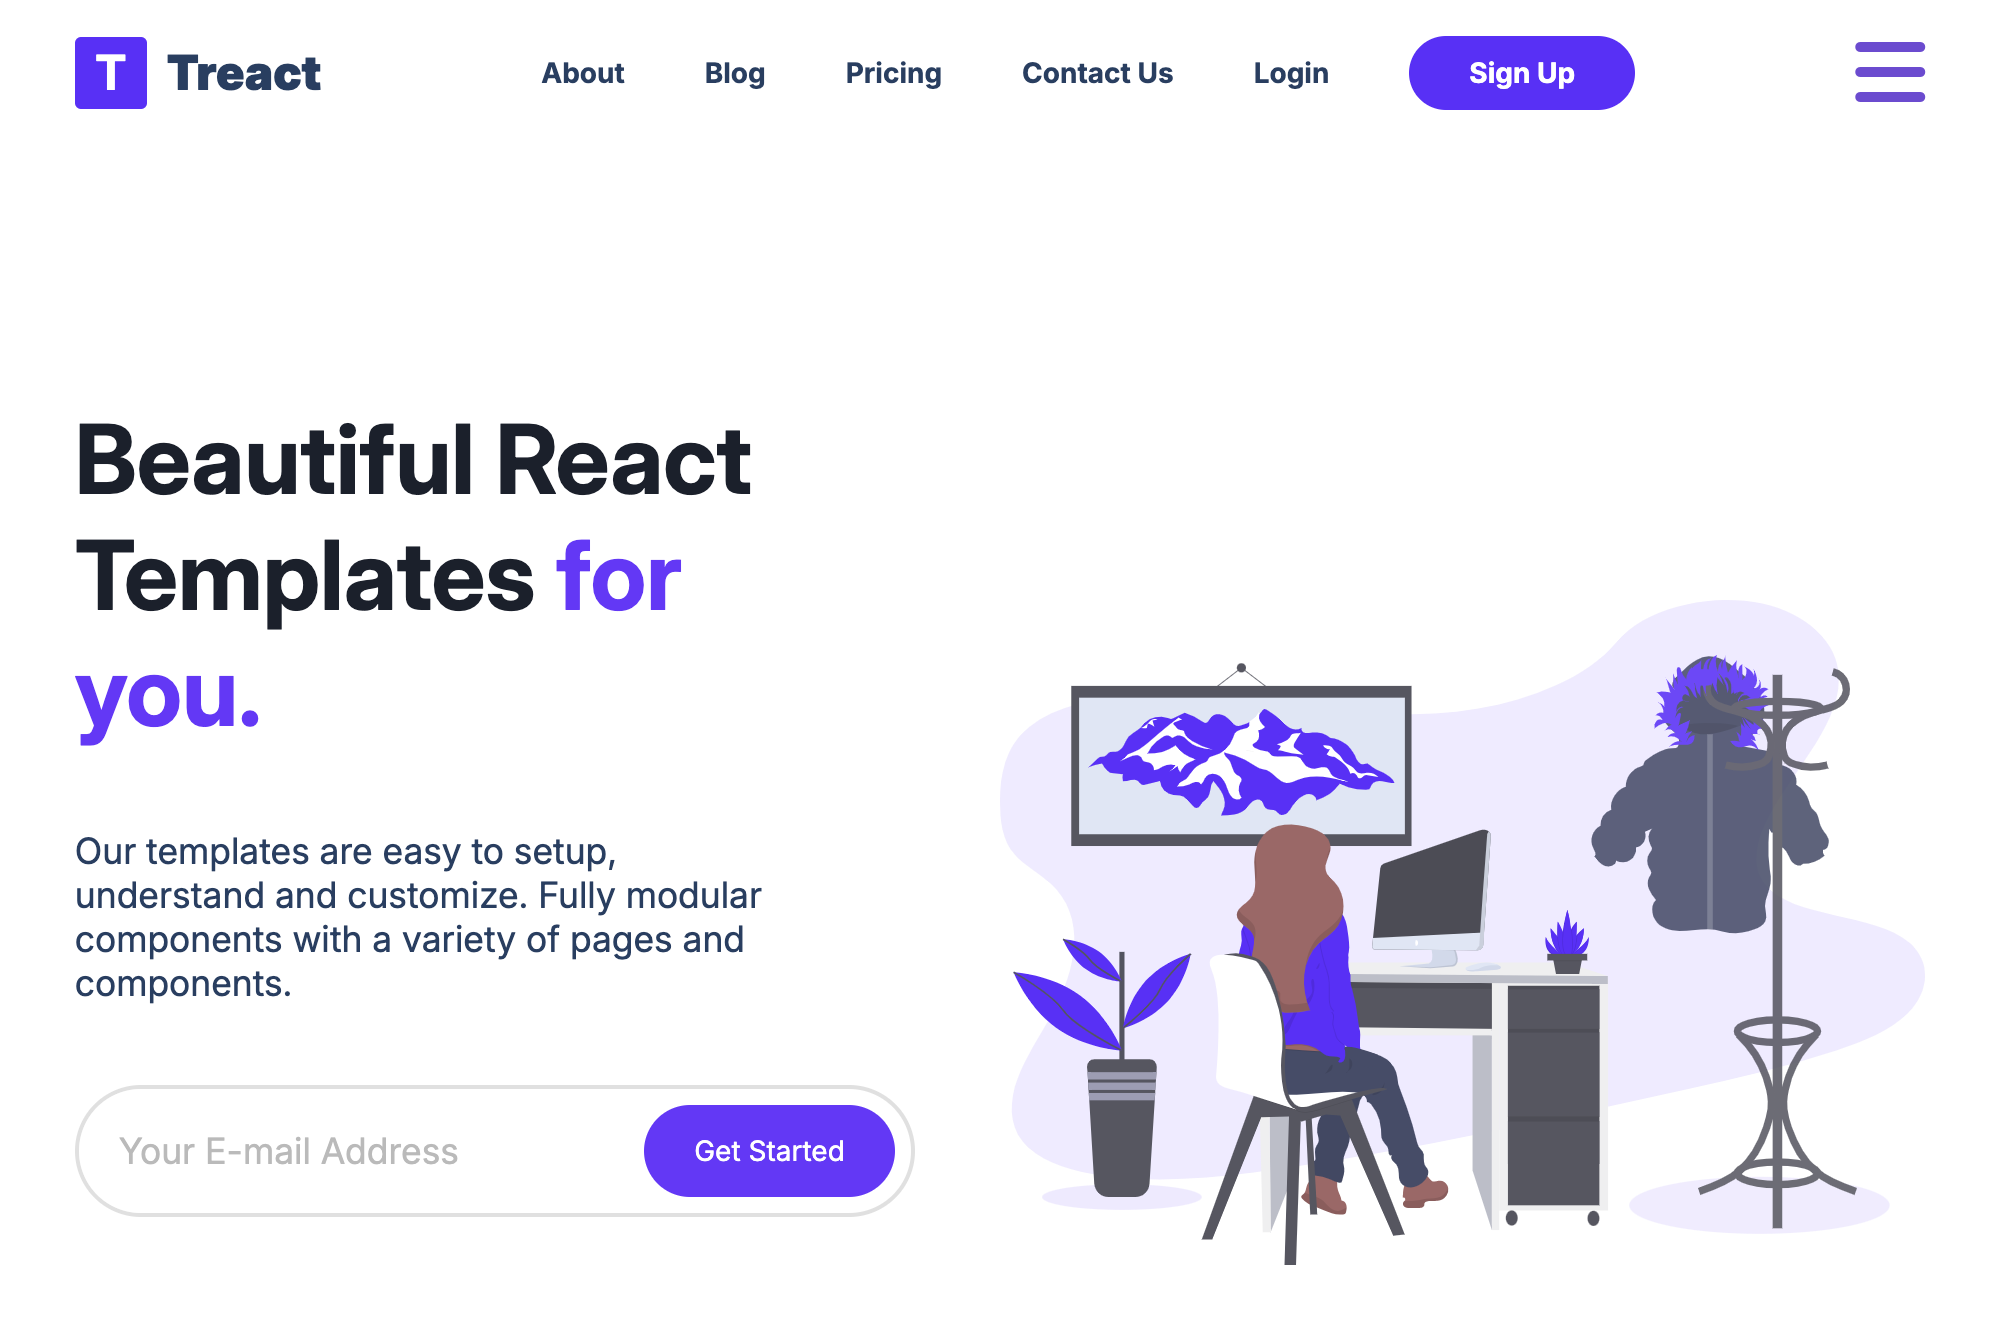 T Treact
About Blog Pricing Contact Us Login Sign Up
Beautiful React
Templates for
you.
Our templates are easy to setup,
understand and customize. Fully modular
components with a variety of pages and
components.
Your E-mail Address Get Started